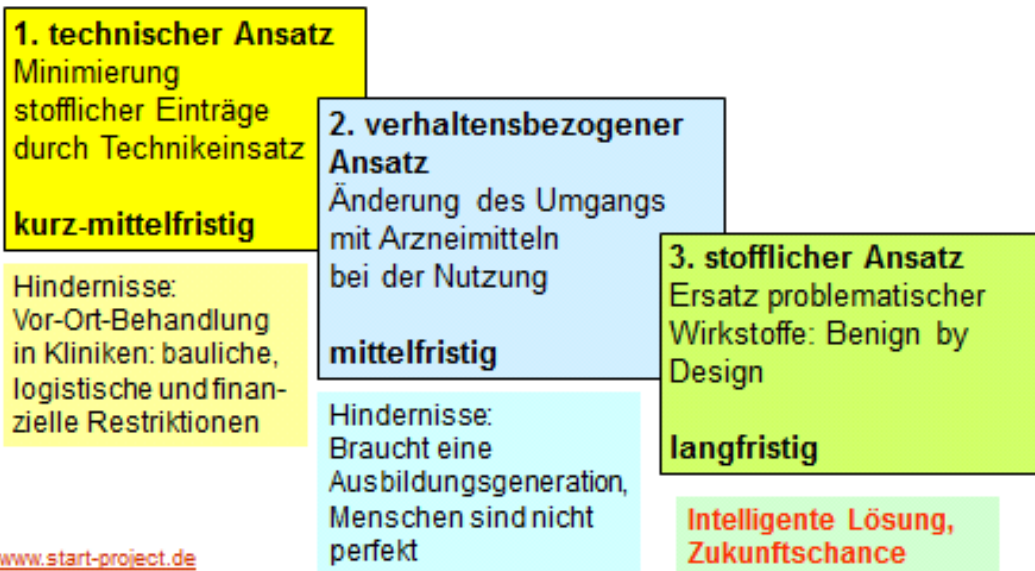 1. technischer Ansatz
Minimierung
stofflicher Einträge
durch Technikeinsatz
kurz-mittelfristig
Hindernisse:
Vor-Ort-Behandlung
in Kliniken: bauliche,
logistische und finan-
zielle Restriktionen
2. verhaltensbezogener
Ansatz
Änderung des Umgangs
mit Arzneimitteln
bei der Nutzung
mittelfristig
Hindernisse:
Braucht eine
Ausbildungsgeneration,
Menschen sind nicht
perfekt
3. stofflicher Ansatz
Ersatz problematischer
Wirkstoffe: Benign by
Design
langfristig
Intelligente Lösung,
Zukunftschance
www.start-project.de